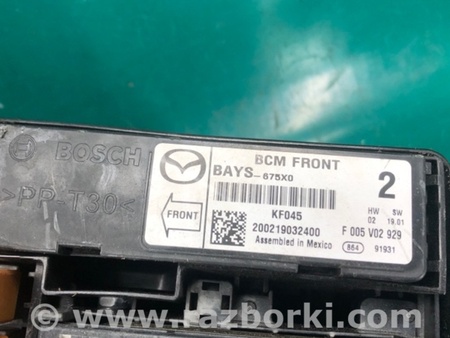 BOSCH
>PP-T30<
BCM FRONT
BAYS-675X0
2
KF045
HW SW
02 19.01
FRONT
200219032400
F 005 V02 929
Assembled in Mexico
864 91931
www.razborki.com